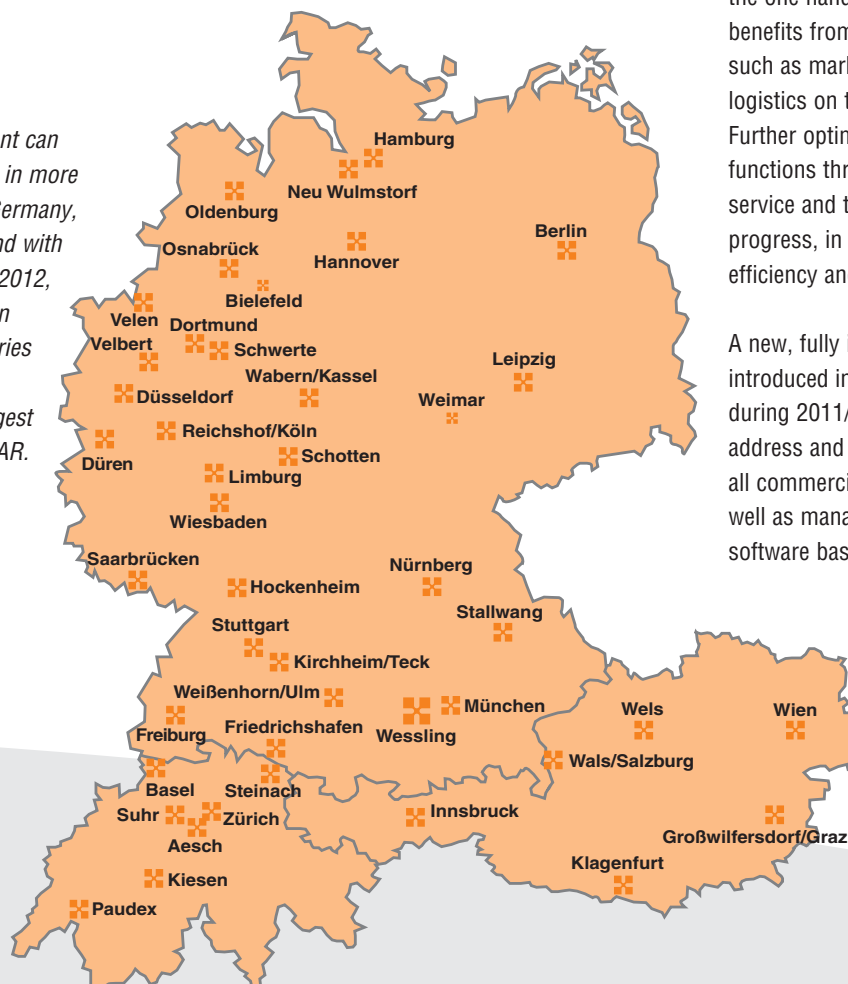 nt can
in more
Germany,
nd with
2012,
n
ries
gest
AR.
Hamburg
Neu Wulmstorf
Oldenburg
Berlin
Osnabrück
Hannover
Bielefeld
Velen
Dortmund
Velbert
Schwerte
Leipzig
Wabern/Kassel
Düsseldorf
Weimar
Reichshof/Köln
Schotten
Düren
Limburg
Wiesbaden
Saarbrücken
Nürnberg
Hockenheim
Stallwang
Stuttgart
Kirchheim/Teck
Weißenhorn/Ulm
München
Wels
Wien
Freiburg
Friedrichshafen
Wessling
Wals/Salzburg
Basel
Steinach
Suhr
Zürich
Innsbruck
Aesch
Großwilfersdorf/Graz
Klagenfurt
Kiesen
Paudex
the one hand
benefits from
such as mark
logistics on t
Further optin
functions thr
service and t
progress, in
efficiency and
A new, fully i
introduced in
during 2011/
address and
all commerci
well as mana
software bas